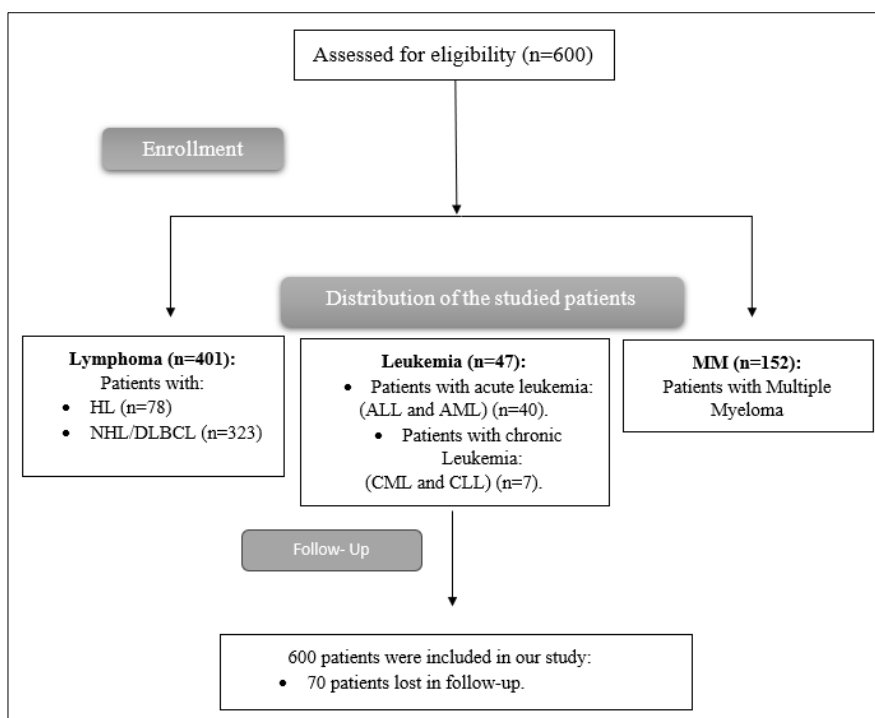 Assessed for eligibility (n=600)
Enrollment
Distribution of the studied patients
Lymphoma (n=401):
Patients with:
• HL (n=78)
• NHL/DLBCL (n=323)
Leukemia (n=47):
• Patients with acute leukemia:
(ALL and AML) (n=40).
• Patients with chronic
Leukemia:
(CML and CLL) (n=7).
MM (n=152):
Patients with Multiple
Myeloma
Follow- Up
600 patients were included in our study:
• 70 patients lost in follow-up.